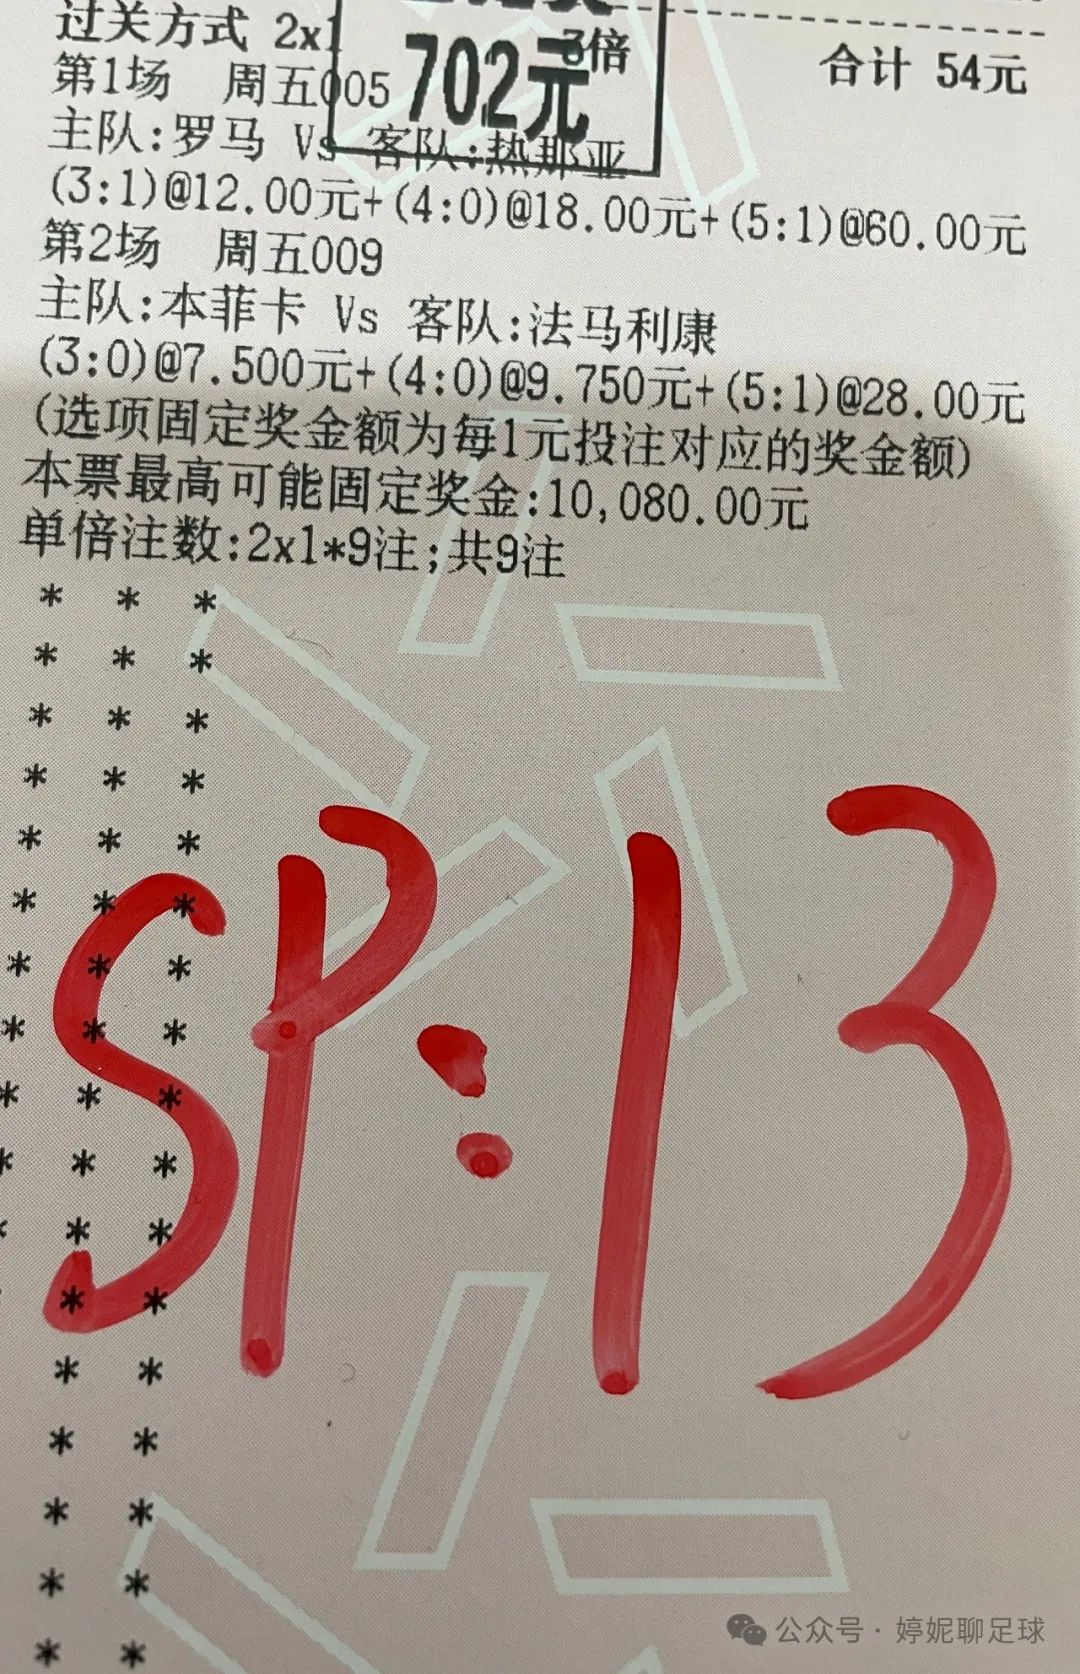 过关方式 2x1 3倍 合计 54元
702元
第1场 周五005
主队:罗马 Vs 客队:热那亚
(3:1)@12.00元+(4:0)@18.00元+(5:1)@60.00元
第2场 周五009
主队:本菲卡 Vs 客队:法马利康
(3:0)@7.500元+(4:0)@9.750元+(5:1)@28.00元
(选项固定奖金额为每1元投注对应的奖金额)
本票最高可能固定奖金:10,080.00元
单倍注数:2x1*9注;共9注
* * *
* * *
* * *
* * *
* * *
* * *
* * *
* * *
* * *
* * *
* *
* *
* *
* *
* *
* *
* *
SP:13
公众号·婷妮聊足球